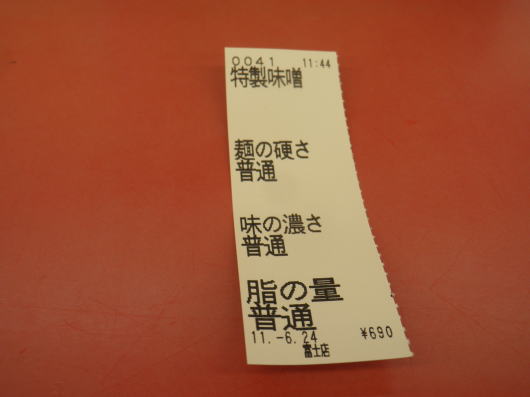 0041 11:44
特製味噌
麺の硬さ
普通
味の濃さ
普通
脂の量
普通
11.-6.24 ¥690
富士店